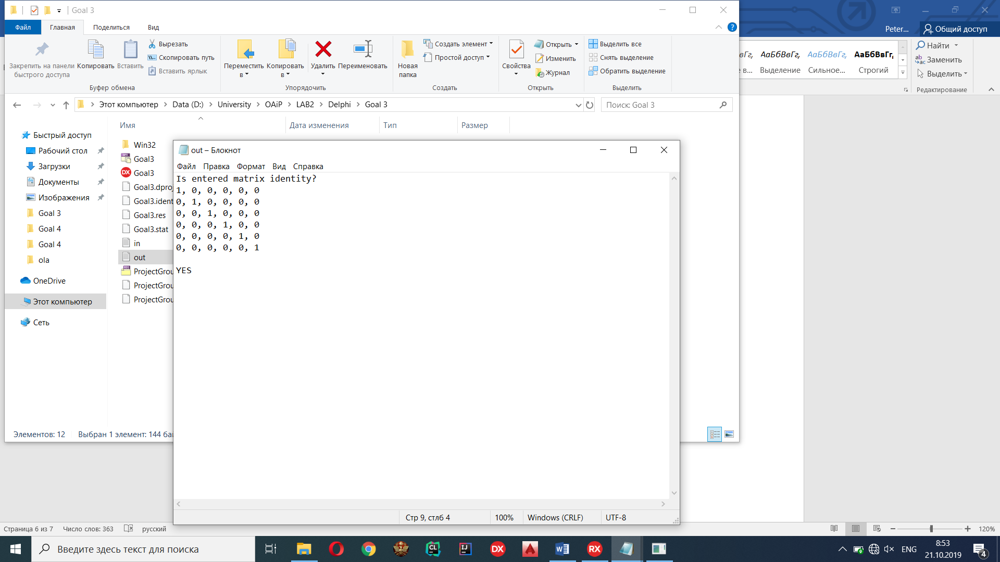 Goal 3
Файл Главная Поделиться Вид
Peter... Общий доступ
Закрепить на панели быстрого доступа
Копировать
Вставить
Вырезать
Скопировать путь
Вставить ярлык
Буфер обмена
Переместить в
Копировать в
Удалить
Переименовать
Упорядочить
Новая папка
Создать элемент
Простой доступ
Создать
Свойства
Открыть
Изменить
Журнал
Открыть
Выделить все
Снять выделение
Обратить выделение
Выделить
АаБбВвГг, АаБбВвГг, АаБбВвГг,
Выделение Сильное... Строгий
Найти
Заменить
Выделить
Редактирование
Этот компьютер Data (D:) University OAiP LAB2 Delphi Goal 3
Поиск: Goal 3
Имя Дата изменения Тип Размер
Быстрый доступ
Рабочий стол
Загрузки
Документы
Изображения
Goal 3
Goal 4
Goal 4
ola
OneDrive
Этот компьютер
Сеть
Win32
Goal3
Goal3
Goal3.dproj
Goal3.ident
Goal3.res
Goal3.stat
in
out
ProjectGrou
ProjectGrou
ProjectGrou
Элементов: 12 Выбран 1 элемент: 144 бай
out – Блокнот
Файл Правка Формат Вид Справка
Is entered matrix identity?
1, 0, 0, 0, 0, 0
0, 1, 0, 0, 0, 0
0, 0, 1, 0, 0, 0
0, 0, 0, 1, 0, 0
0, 0, 0, 0, 1, 0
0, 0, 0, 0, 0, 1
YES
Стр 9, стлб 4 100% Windows (CRLF) UTF-8
Страница 6 из 7 Число слов: 363 русский 120%
Введите здесь текст для поиска
ENG
8:53
21.10.2019
4